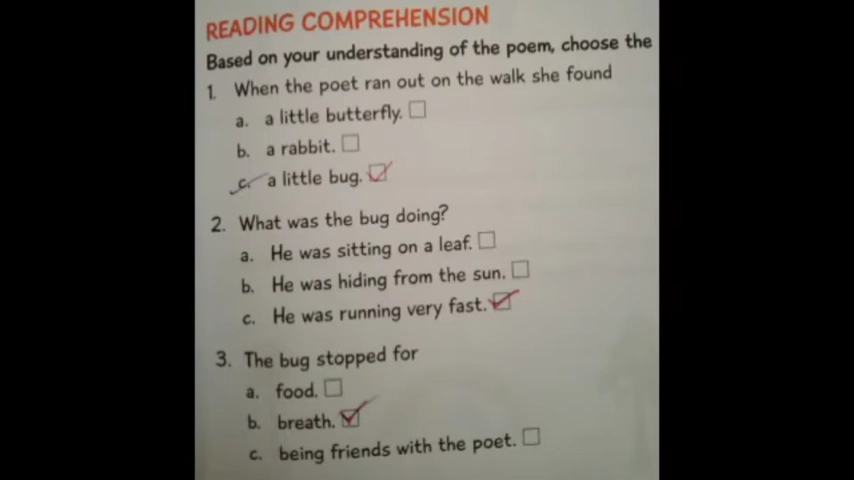 READING COMPREHENSION
Based on your understanding of the poem, choose the
1. When the poet ran out on the walk she found
a. a little butterfly.
b. a rabbit.
c. a little bug.
2. What was the bug doing?
a. He was sitting on a leaf.
b. He was hiding from the sun.
c. He was running very fast.
3. The bug stopped for
a. food.
b. breath.
c. being friends with the poet.